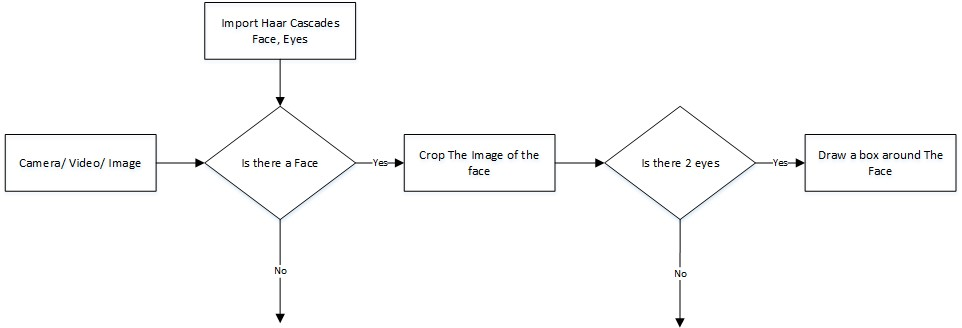 Import Haar Cascades
Face, Eyes
Camera/ Video/ Image
Is there a Face
Yes
Crop The Image of the
face
Is there 2 eyes
Yes
Draw a box around The
Face
No
No